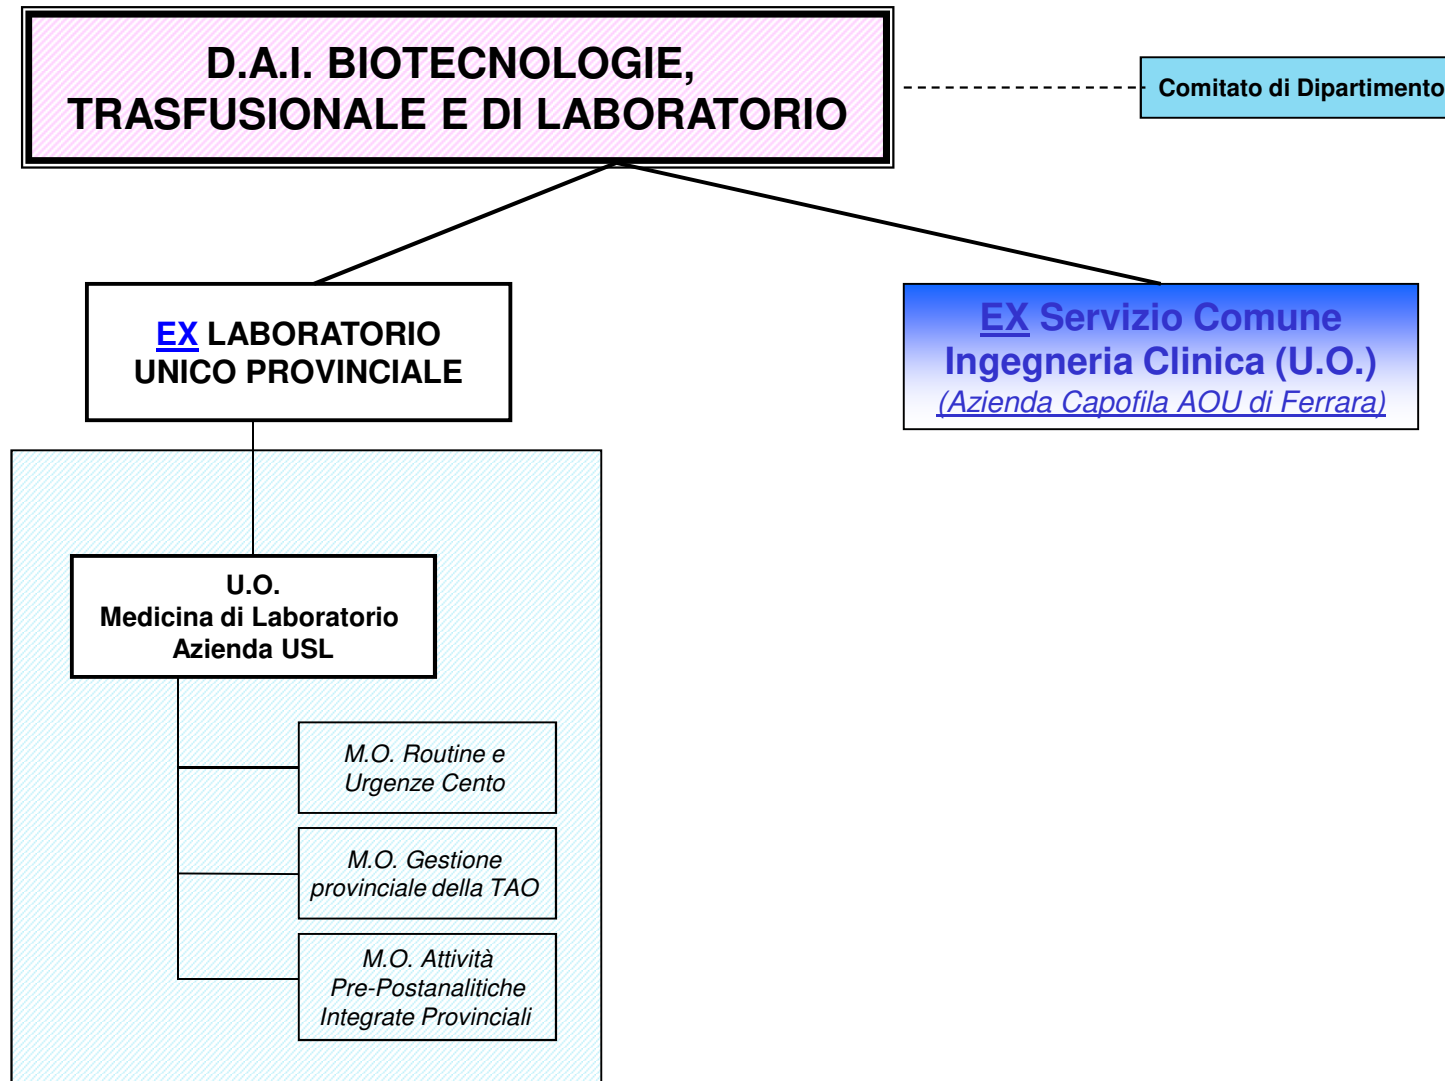 D.A.I. BIOTECNOLOGIE,
TRASFUSIONALE E DI LABORATORIO
Comitato di Dipartimento
EX LABORATORIO
UNICO PROVINCIALE
EX Servizio Comune
Ingegneria Clinica (U.O.)
(Azienda Capofila AOU di Ferrara)
U.O.
Medicina di Laboratorio
Azienda USL
M.O. Routine e
Urgenze Cento
M.O. Gestione
provinciale della TAO
M.O. Attività
Pre-Postanalitiche
Integrate Provinciali